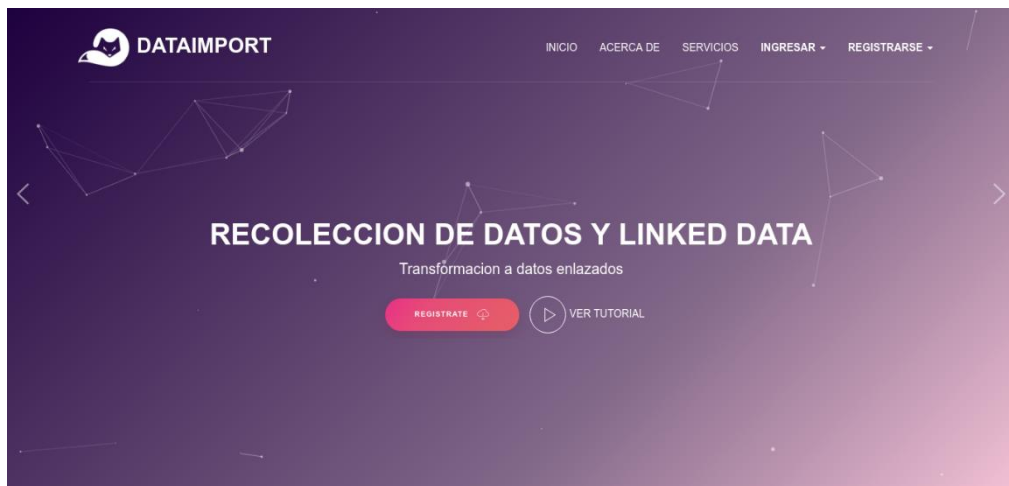 DATAIMPORT
INICIO ACERCA DE SERVICIOS INGRESAR REGISTRARSE
RECOLECCION DE DATOS Y LINKED DATA
Transformacion a datos enlazados
REGISTRATE VER TUTORIAL